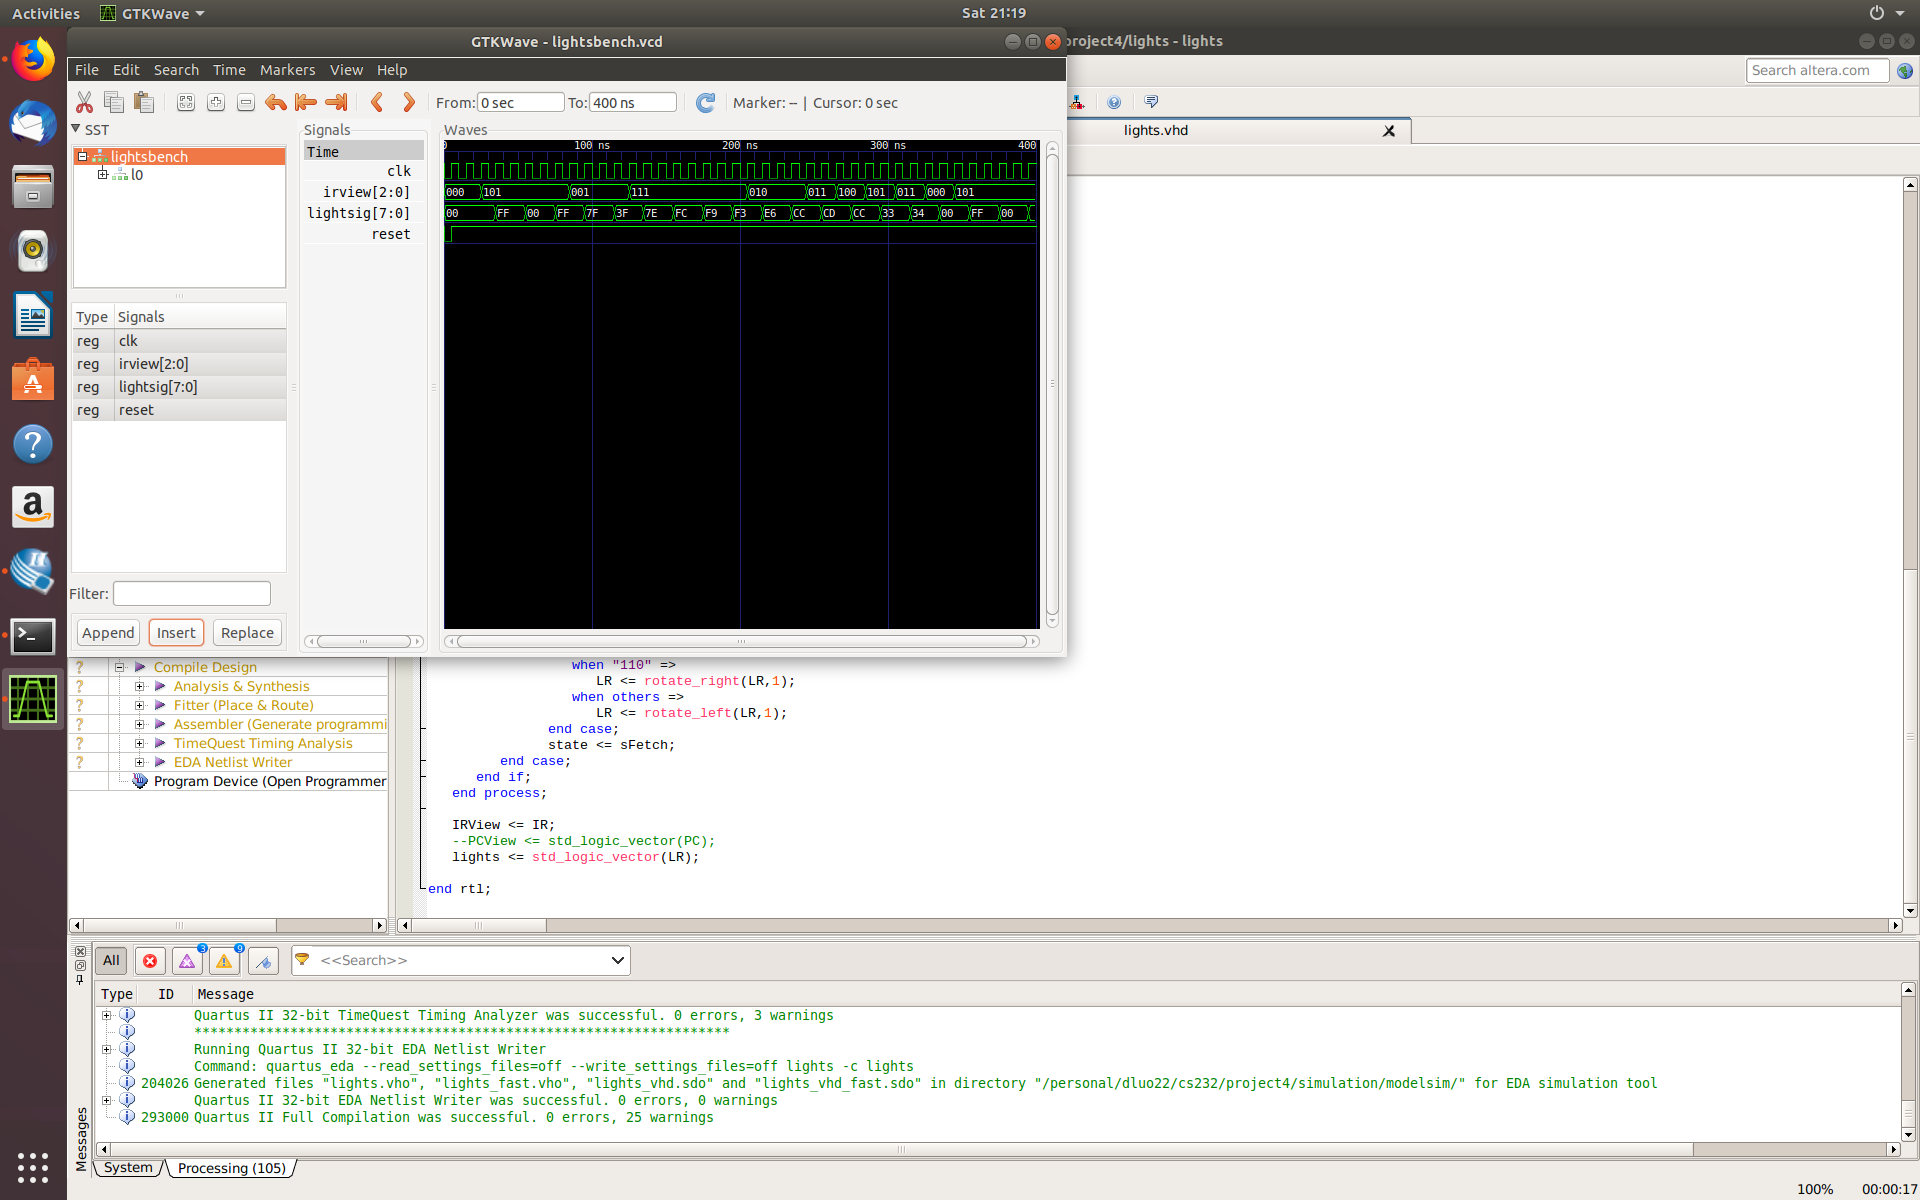 Activities GTKWave Sat 21:19
GTKWave - lightsbench.vcd
project4/lights - lights
File Edit Search Time Markers View Help
Search altera.com
From: 0 sec To: 400 ns Marker: -- | Cursor: 0 sec
SST
lightsbench
l0
Signals
Time
clk
irview[2:0]
lightsig[7:0]
reset
Waves
0 100 ns 200 ns 300 ns 400
000 101 001 111 010 011 100 101 011 000 101
00 FF 00 FF 7F 3F 7E FC F9 F3 E6 CC CD CC 33 34 00 FF 00
lights.vhd
Type Signals
reg clk
reg irview[2:0]
reg lightsig[7:0]
reg reset
Filter:
Append Insert Replace
? Compile Design
? Analysis & Synthesis
? Fitter (Place & Route)
? Assembler (Generate programmi
? TimeQuest Timing Analysis
? EDA Netlist Writer
Program Device (Open Programmer
when "110" =>
LR <= rotate_right(LR,1);
when others =>
LR <= rotate_left(LR,1);
end case;
state <= sFetch;
end case;
end if;
end process;
IRView <= IR;
--PCView <= std_logic_vector(PC);
lights <= std_logic_vector(LR);
end rtl;
All 3 9 <<Search>>
Type ID Message
Quartus II 32-bit TimeQuest Timing Analyzer was successful. 0 errors, 3 warnings
*******************************************************************
Running Quartus II 32-bit EDA Netlist Writer
Command: quartus_eda --read_settings_files=off --write_settings_files=off lights -c lights
204026 Generated files "lights.vho", "lights_fast.vho", "lights_vhd.sdo" and "lights_vhd_fast.sdo" in directory "/personal/dluo22/cs232/project4/simulation/modelsim/" for EDA simulation tool
Quartus II 32-bit EDA Netlist Writer was successful. 0 errors, 0 warnings
293000 Quartus II Full Compilation was successful. 0 errors, 25 warnings
Messages
System Processing (105)
100% 00:00:17